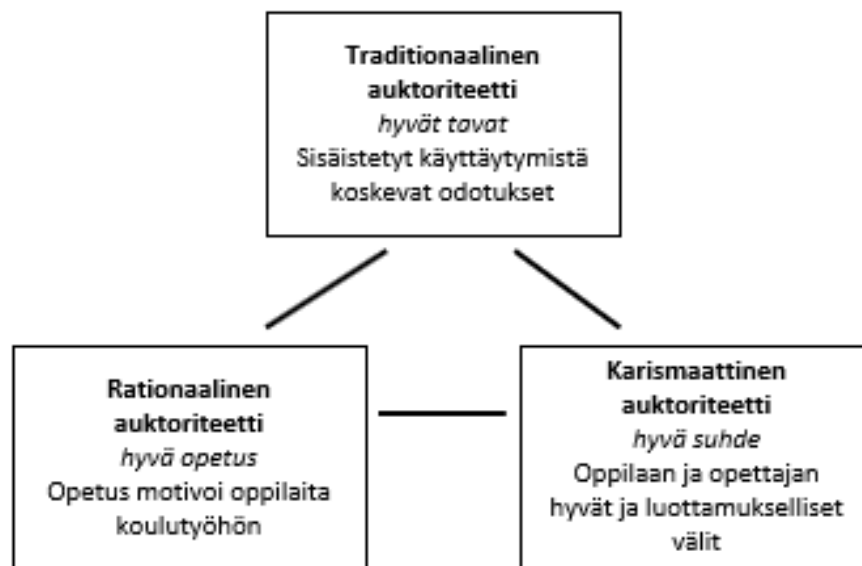 Traditionaalinen
auktoriteetti
hyvät tavat
Sisäistetyt käyttäytymistä
koskevat odotukset
Rationaalinen
auktoriteetti
hyvä opetus
Opetus motivoi oppilaita
koulutyöhön
Karismaattinen
auktoriteetti
hyvä suhde
Oppilaan ja opettajan
hyvät ja luottamukselliset
välit